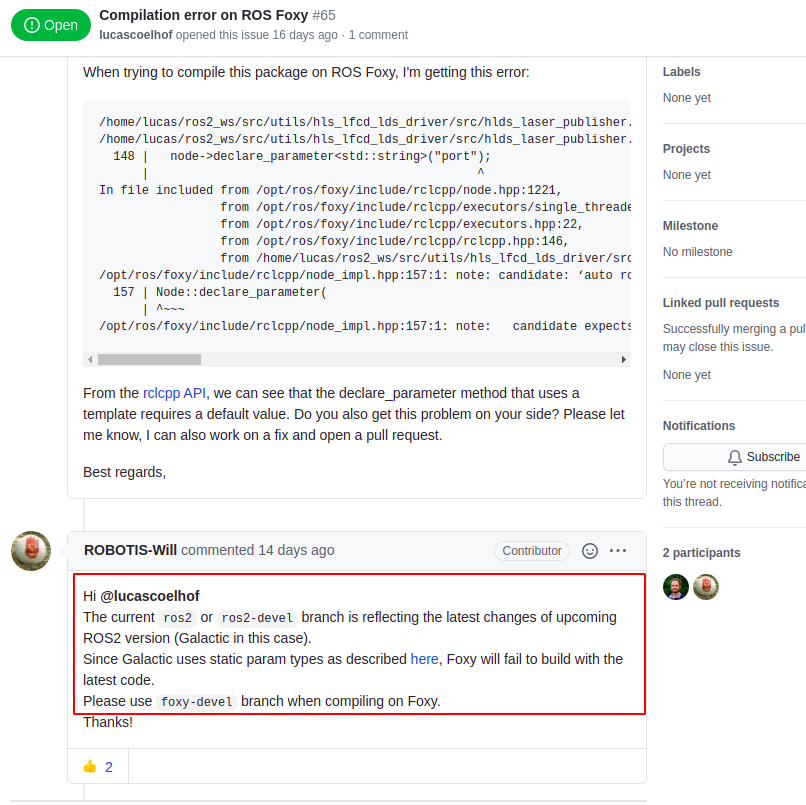 Open
Compilation error on ROS Foxy #65
lucascoelhof opened this issue 16 days ago · 1 comment
When trying to compile this package on ROS Foxy, I'm getting this error:
/home/lucas/ros2_ws/src/utils/hls_lfcd_lds_driver/src/hlds_laser_publisher.
/home/lucas/ros2_ws/src/utils/hls_lfcd_lds_driver/src/hlds_laser_publisher.
148 |   node->declare_parameter<std::string>("port");
|                                              ^
In file included from /opt/ros/foxy/include/rclcpp/node.hpp:1221,
from /opt/ros/foxy/include/rclcpp/executors/single_threade
from /opt/ros/foxy/include/rclcpp/executors.hpp:22,
from /opt/ros/foxy/include/rclcpp/rclcpp.hpp:146,
from /home/lucas/ros2_ws/src/utils/hls_lfcd_lds_driver/src
/opt/ros/foxy/include/rclcpp/node_impl.hpp:157:1: note: candidate: ‘auto rc
157 | Node::declare_parameter(
| ^~~~
/opt/ros/foxy/include/rclcpp/node_impl.hpp:157:1: note:   candidate expects
From the rclcpp API, we can see that the declare_parameter method that uses a
template requires a default value. Do you also get this problem on your side? Please let
me know, I can also work on a fix and open a pull request.
Best regards,
ROBOTIS-Will commented 14 days ago
Contributor
Hi @lucascoelhof
The current ros2 or ros2-devel branch is reflecting the latest changes of upcoming
ROS2 version (Galactic in this case).
Since Galactic uses static param types as described here, Foxy will fail to build with the
latest code.
Please use foxy-devel branch when compiling on Foxy.
Thanks!
👍 2
Labels
None yet
Projects
None yet
Milestone
No milestone
Linked pull requests
Successfully merging a pul
may close this issue.
None yet
Notifications
Subscribe
You're not receiving notifica
this thread.
2 participants